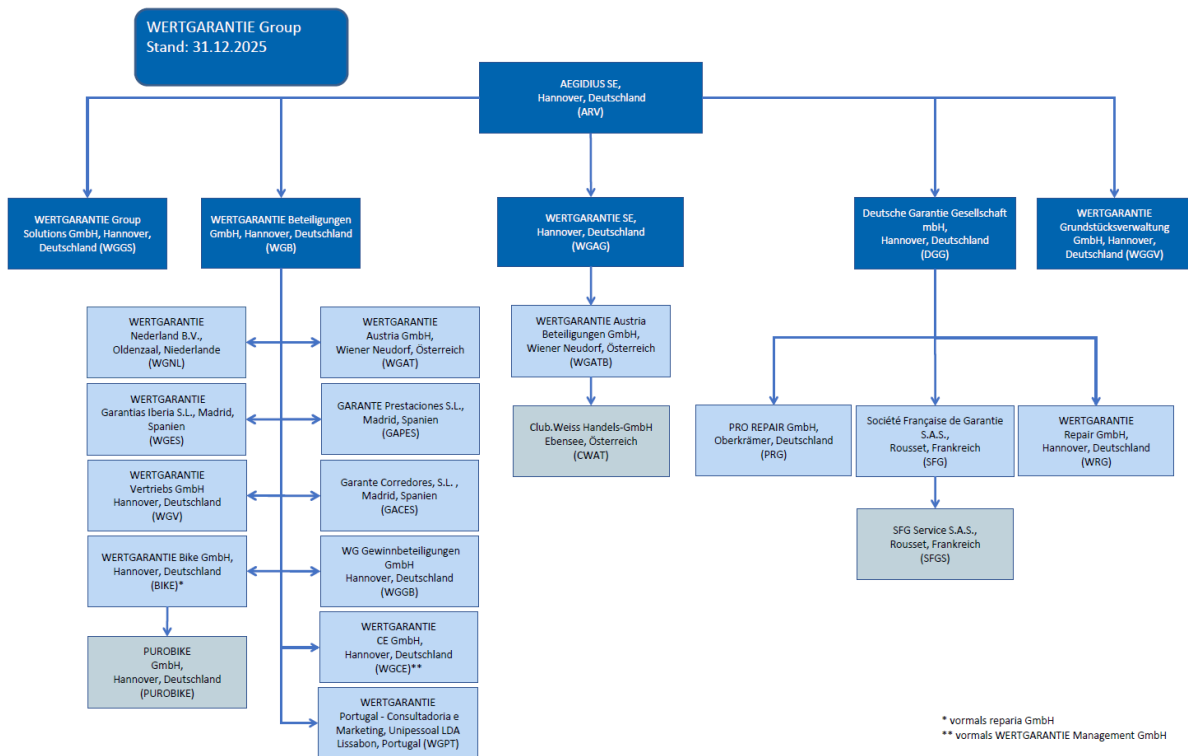 WERTGARANTIE Group
Stand: 31.12.2025
AEGIDIUS SE,
Hannover, Deutschland
(ARV)
WERTGARANTIE Group
Solutions GmbH, Hannover,
Deutschland (WGGS)
WERTGARANTIE Beteiligungen
GmbH, Hannover, Deutschland
(WGB)
WERTGARANTIE SE,
Hannover, Deutschland
(WGAG)
Deutsche Garantie Gesellschaft
mbH,
Hannover, Deutschland
(DGG)
WERTGARANTIE
Grundstücksverwaltung
GmbH, Hannover,
Deutschland (WGGV)
WERTGARANTIE
Nederland B.V.,
Oldenzaal, Niederlande
(WGNL)
WERTGARANTIE
Austria GmbH,
Wiener Neudorf, Österreich
(WGAT)
WERTGARANTIE Austria
Beteiligungen GmbH,
Wiener Neudorf, Österreich
(WGATB)
WERTGARANTIE
Garantias Iberia S.L., Madrid,
Spanien
(WGES)
GARANTE Prestaciones S.L.,
Madrid, Spanien
(GAPES)
Club.Weiss Handels-GmbH
Ebensee, Österreich
(CWAT)
PRO REPAIR GmbH,
Oberkrämer, Deutschland
(PRG)
Société Française de Garantie
S.A.S.,
Rousset, Frankreich
(SFG)
WERTGARANTIE
Repair GmbH,
Hannover, Deutschland
(WRG)
WERTGARANTIE
Vertriebs GmbH
Hannover, Deutschland
(WGV)
Garante Corredores, S.L. ,
Madrid, Spanien
(GACES)
SFG Service S.A.S.,
Rousset, Frankreich
(SFGS)
WERTGARANTIE Bike GmbH,
Hannover, Deutschland
(BIKE)*
WG Gewinnbeteiligungen
GmbH
Hannover, Deutschland
(WGGB)
PUROBIKE
GmbH,
Hannover, Deutschland
(PUROBIKE)
WERTGARANTIE
CE GmbH,
Hannover, Deutschland
(WGCE)**
WERTGARANTIE
Portugal - Consultadoria e
Marketing, Unipessoal LDA
Lissabon, Portugal (WGPT)
* vormals reparia GmbH
** vormals WERTGARANTIE Management GmbH